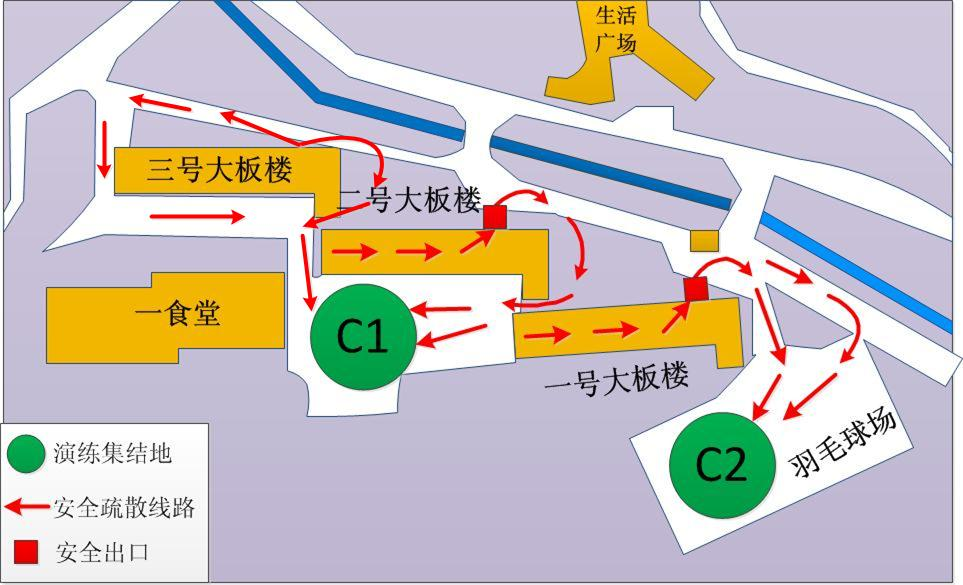 生活
广场
三号大板楼
二号大板楼
一食堂
C1
一号大板楼
C2
羽毛球场
演练集结地
安全疏散线路
安全出口